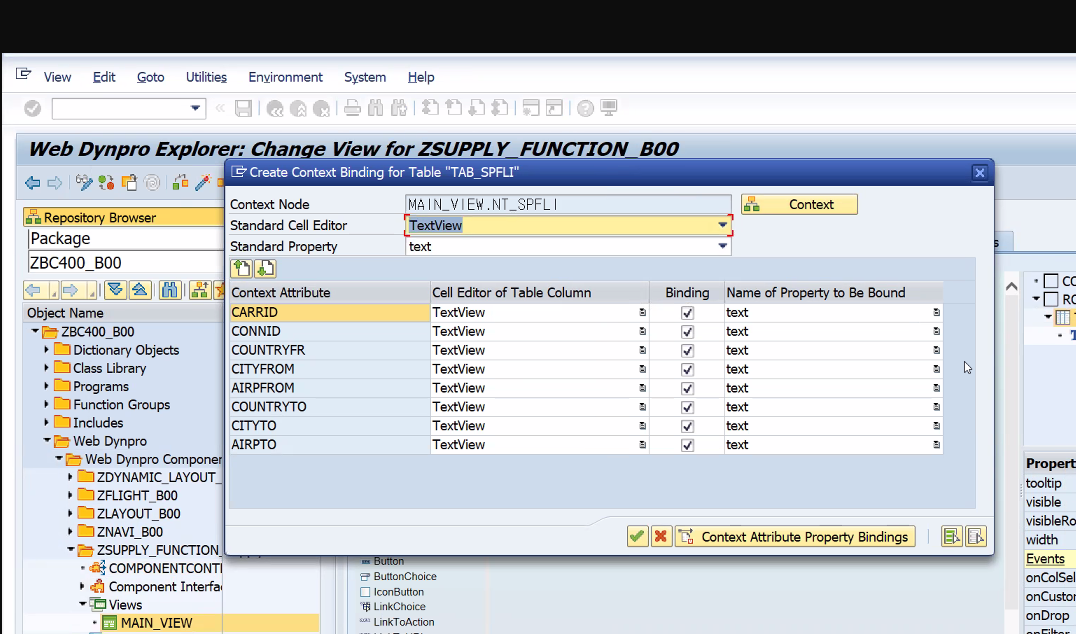 View Edit Goto Utilities Environment System Help
Web Dynpro Explorer: Change View for ZSUPPLY_FUNCTION_B00
Create Context Binding for Table "TAB_SPFLI"
Context Node MAIN_VIEW.NT_SPFLI Context
Standard Cell Editor TextView
Standard Property text
Context Attribute Cell Editor of Table Column Binding Name of Property to Be Bound
CARRID TextView text
CONNID TextView text
COUNTRYFR TextView text
CITYFROM TextView text
AIRPFROM TextView text
COUNTRYTO TextView text
CITYTO TextView text
AIRPTO TextView text
Context Attribute Property Bindings
Repository Browser
Package
ZBC400_B00
Object Name
ZBC400_B00
Dictionary Objects
Class Library
Programs
Function Groups
Includes
Web Dynpro
Web Dynpro Componen
ZDYNAMIC_LAYOUT_
ZFLIGHT_B00
ZLAYOUT_B00
ZNAVI_B00
ZSUPPLY_FUNCTION_
COMPONENTCONT
Component Interfa
Views
MAIN_VIEW
Button
ButtonChoice
IconButton
LinkChoice
LinkToAction
CO
RO
Propert
tooltip
visible
visibleRo
width
Events
onColSel
onCustor
onDrop